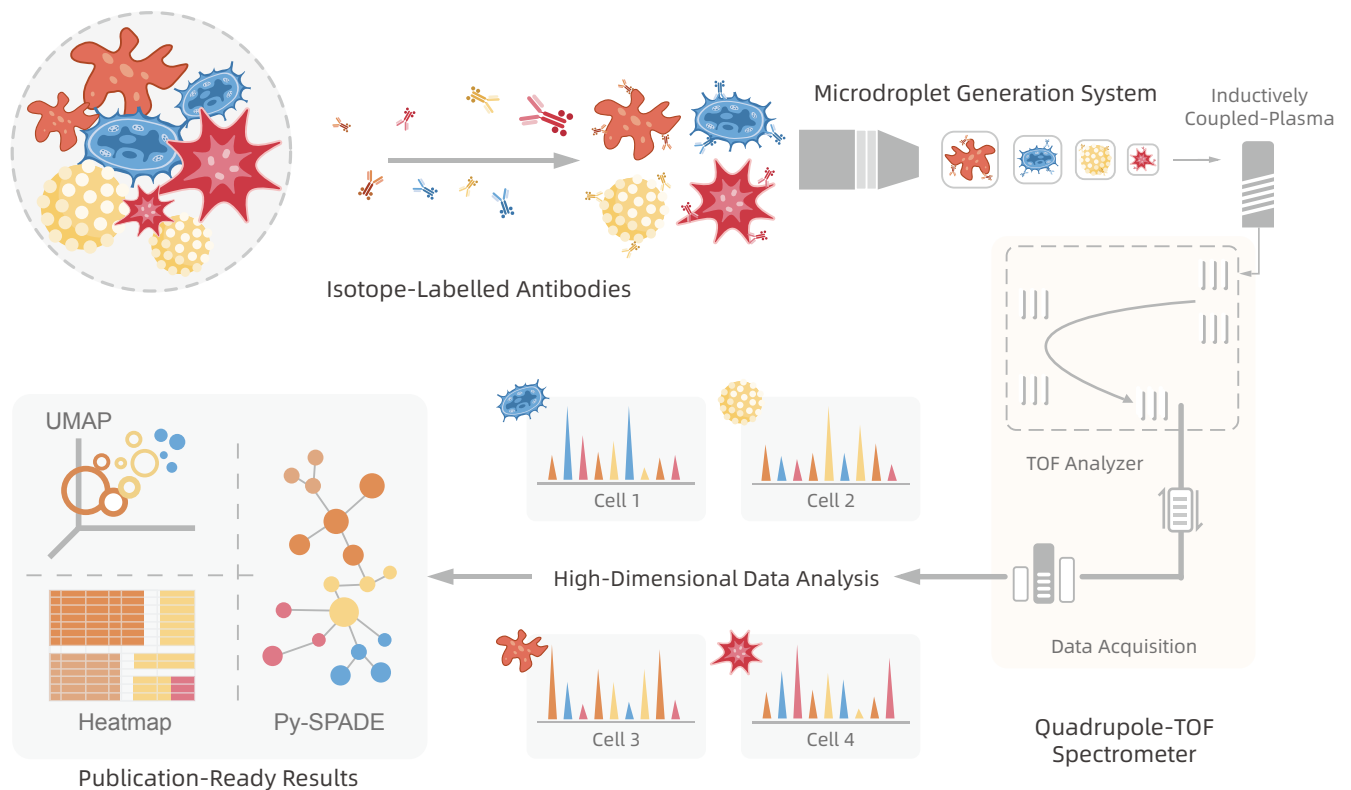 Microdroplet Generation System
Inductively
Coupled-Plasma
Isotope-Labelled Antibodies
TOF Analyzer
Data Acquisition
Quadrupole-TOF
Spectrometer
Cell 1
Cell 2
High-Dimensional Data Analysis
Cell 3
Cell 4
UMAP
Heatmap
Py-SPADE
Publication-Ready Results